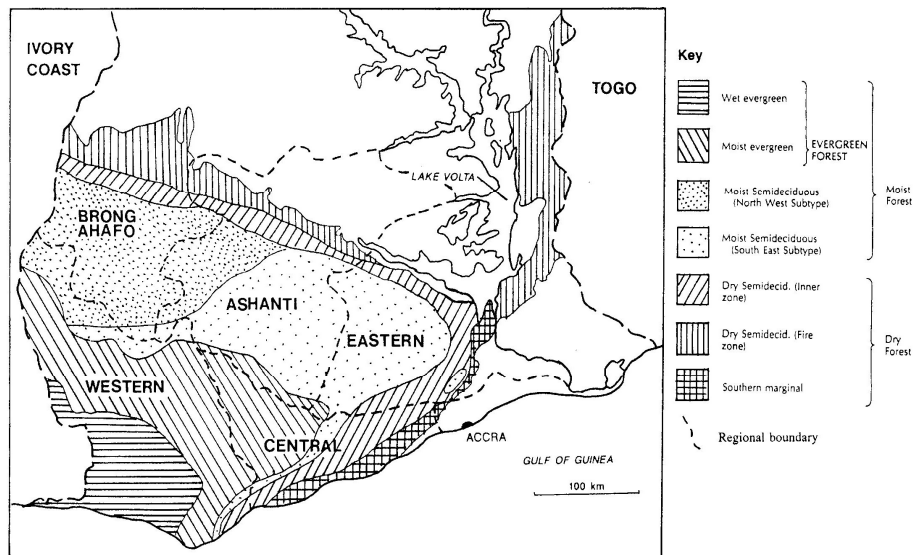 IVORY
COAST
TOGO
LAKE VOLTA
BRONG
AHAFO
ASHANTI
EASTERN
WESTERN
CENTRAL
ACCRA
GULF OF GUINEA
100 km
Key
Wet evergreen
Moist evergreen
EVERGREEN
FOREST
Moist Semideciduous
(North West Subtype)
Moist
Forest
Moist Semideciduous
(South East Subtype)
Dry Semidecid. (Inner
zone)
Dry Semidecid. (Fire
zone)
Dry
Forest
Southern marginal
Regional boundary